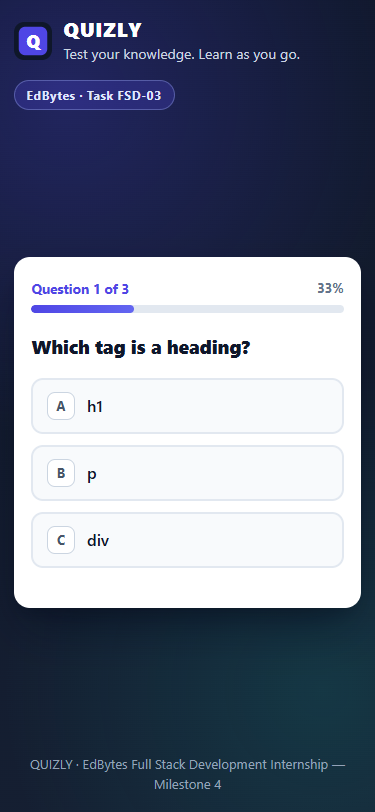 Q
QUIZLY
Test your knowledge. Learn as you go.
EdBytes · Task FSD-03
Question 1 of 3
33%
Which tag is a heading?
A h1
B p
C div
QUIZLY · EdBytes Full Stack Development Internship —
Milestone 4